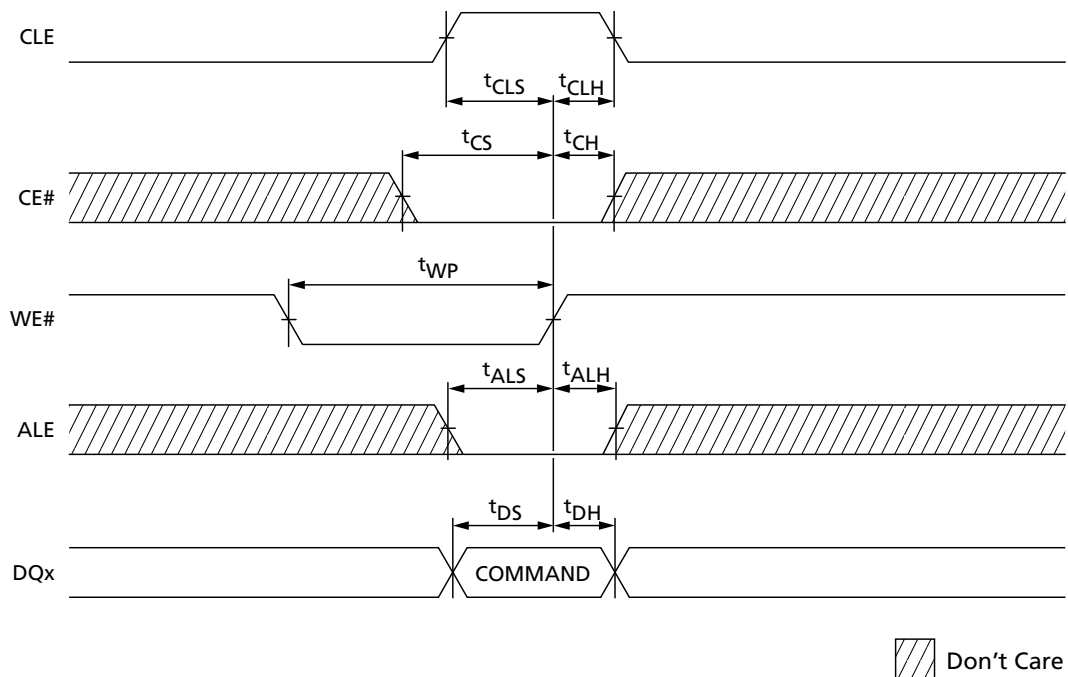 CLE
tCLS tCLH
tCS tCH
CE#
tWP
WE#
tALS tALH
ALE
tDS tDH
DQx COMMAND
Don't Care